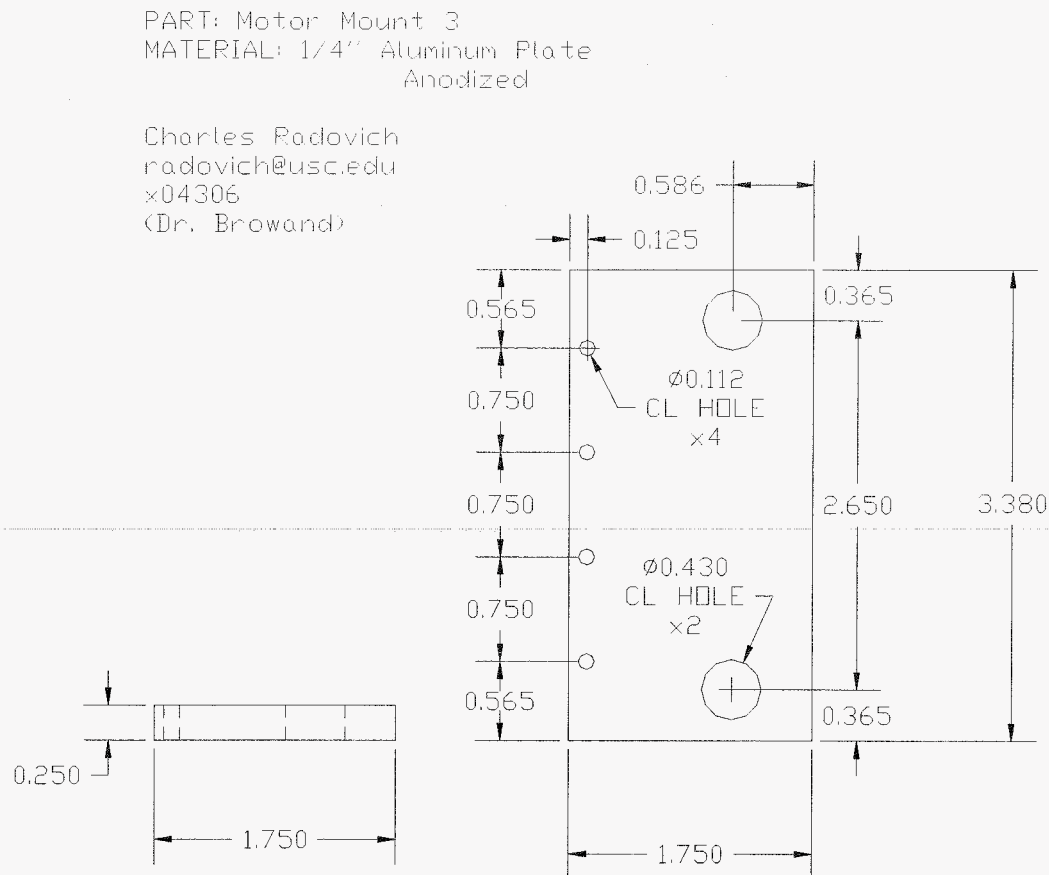 PART: Motor Mount 3
MATERIAL: 1/4'' Aluminum Plate
Anodized
Charles Radovich
radovich@usc.edu
x04306
(Dr. Browand)
0.586
0.125
0.565
0.365
0.750
Ø0.112
CL HOLE
x4
0.750
2.650
3.380
Ø0.430
CL HOLE
x2
0.750
0.565
0.365
0.250
1.750
1.750